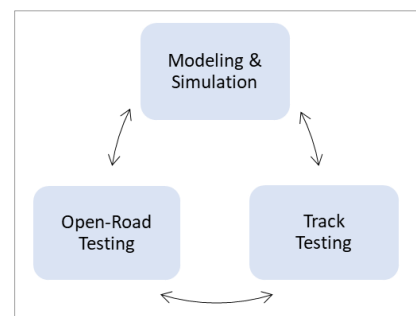 Modeling &
Simulation
Open-Road
Testing
Track
Testing